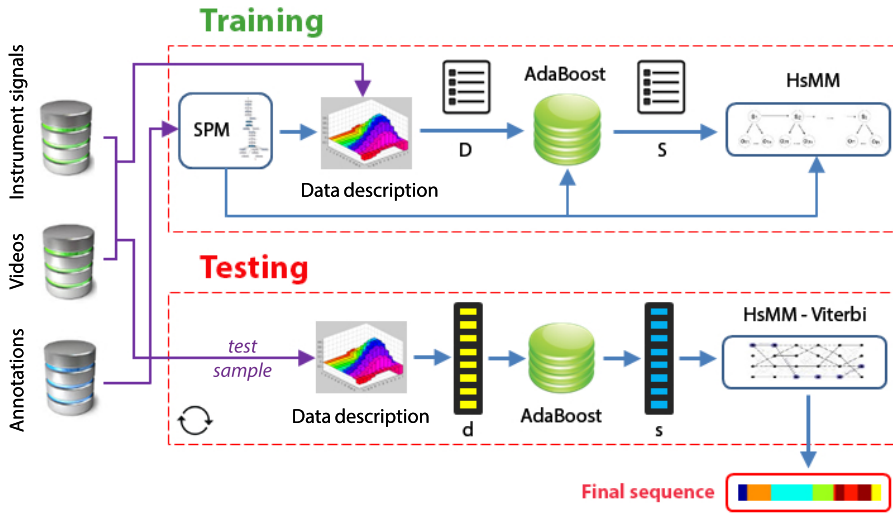 Training
Instrument signals
Videos
Annotations
SPM
Data description
D
AdaBoost
S
HsMM
Testing
test
sample
Data description
d
AdaBoost
s
HsMM - Viterbi
Final sequence